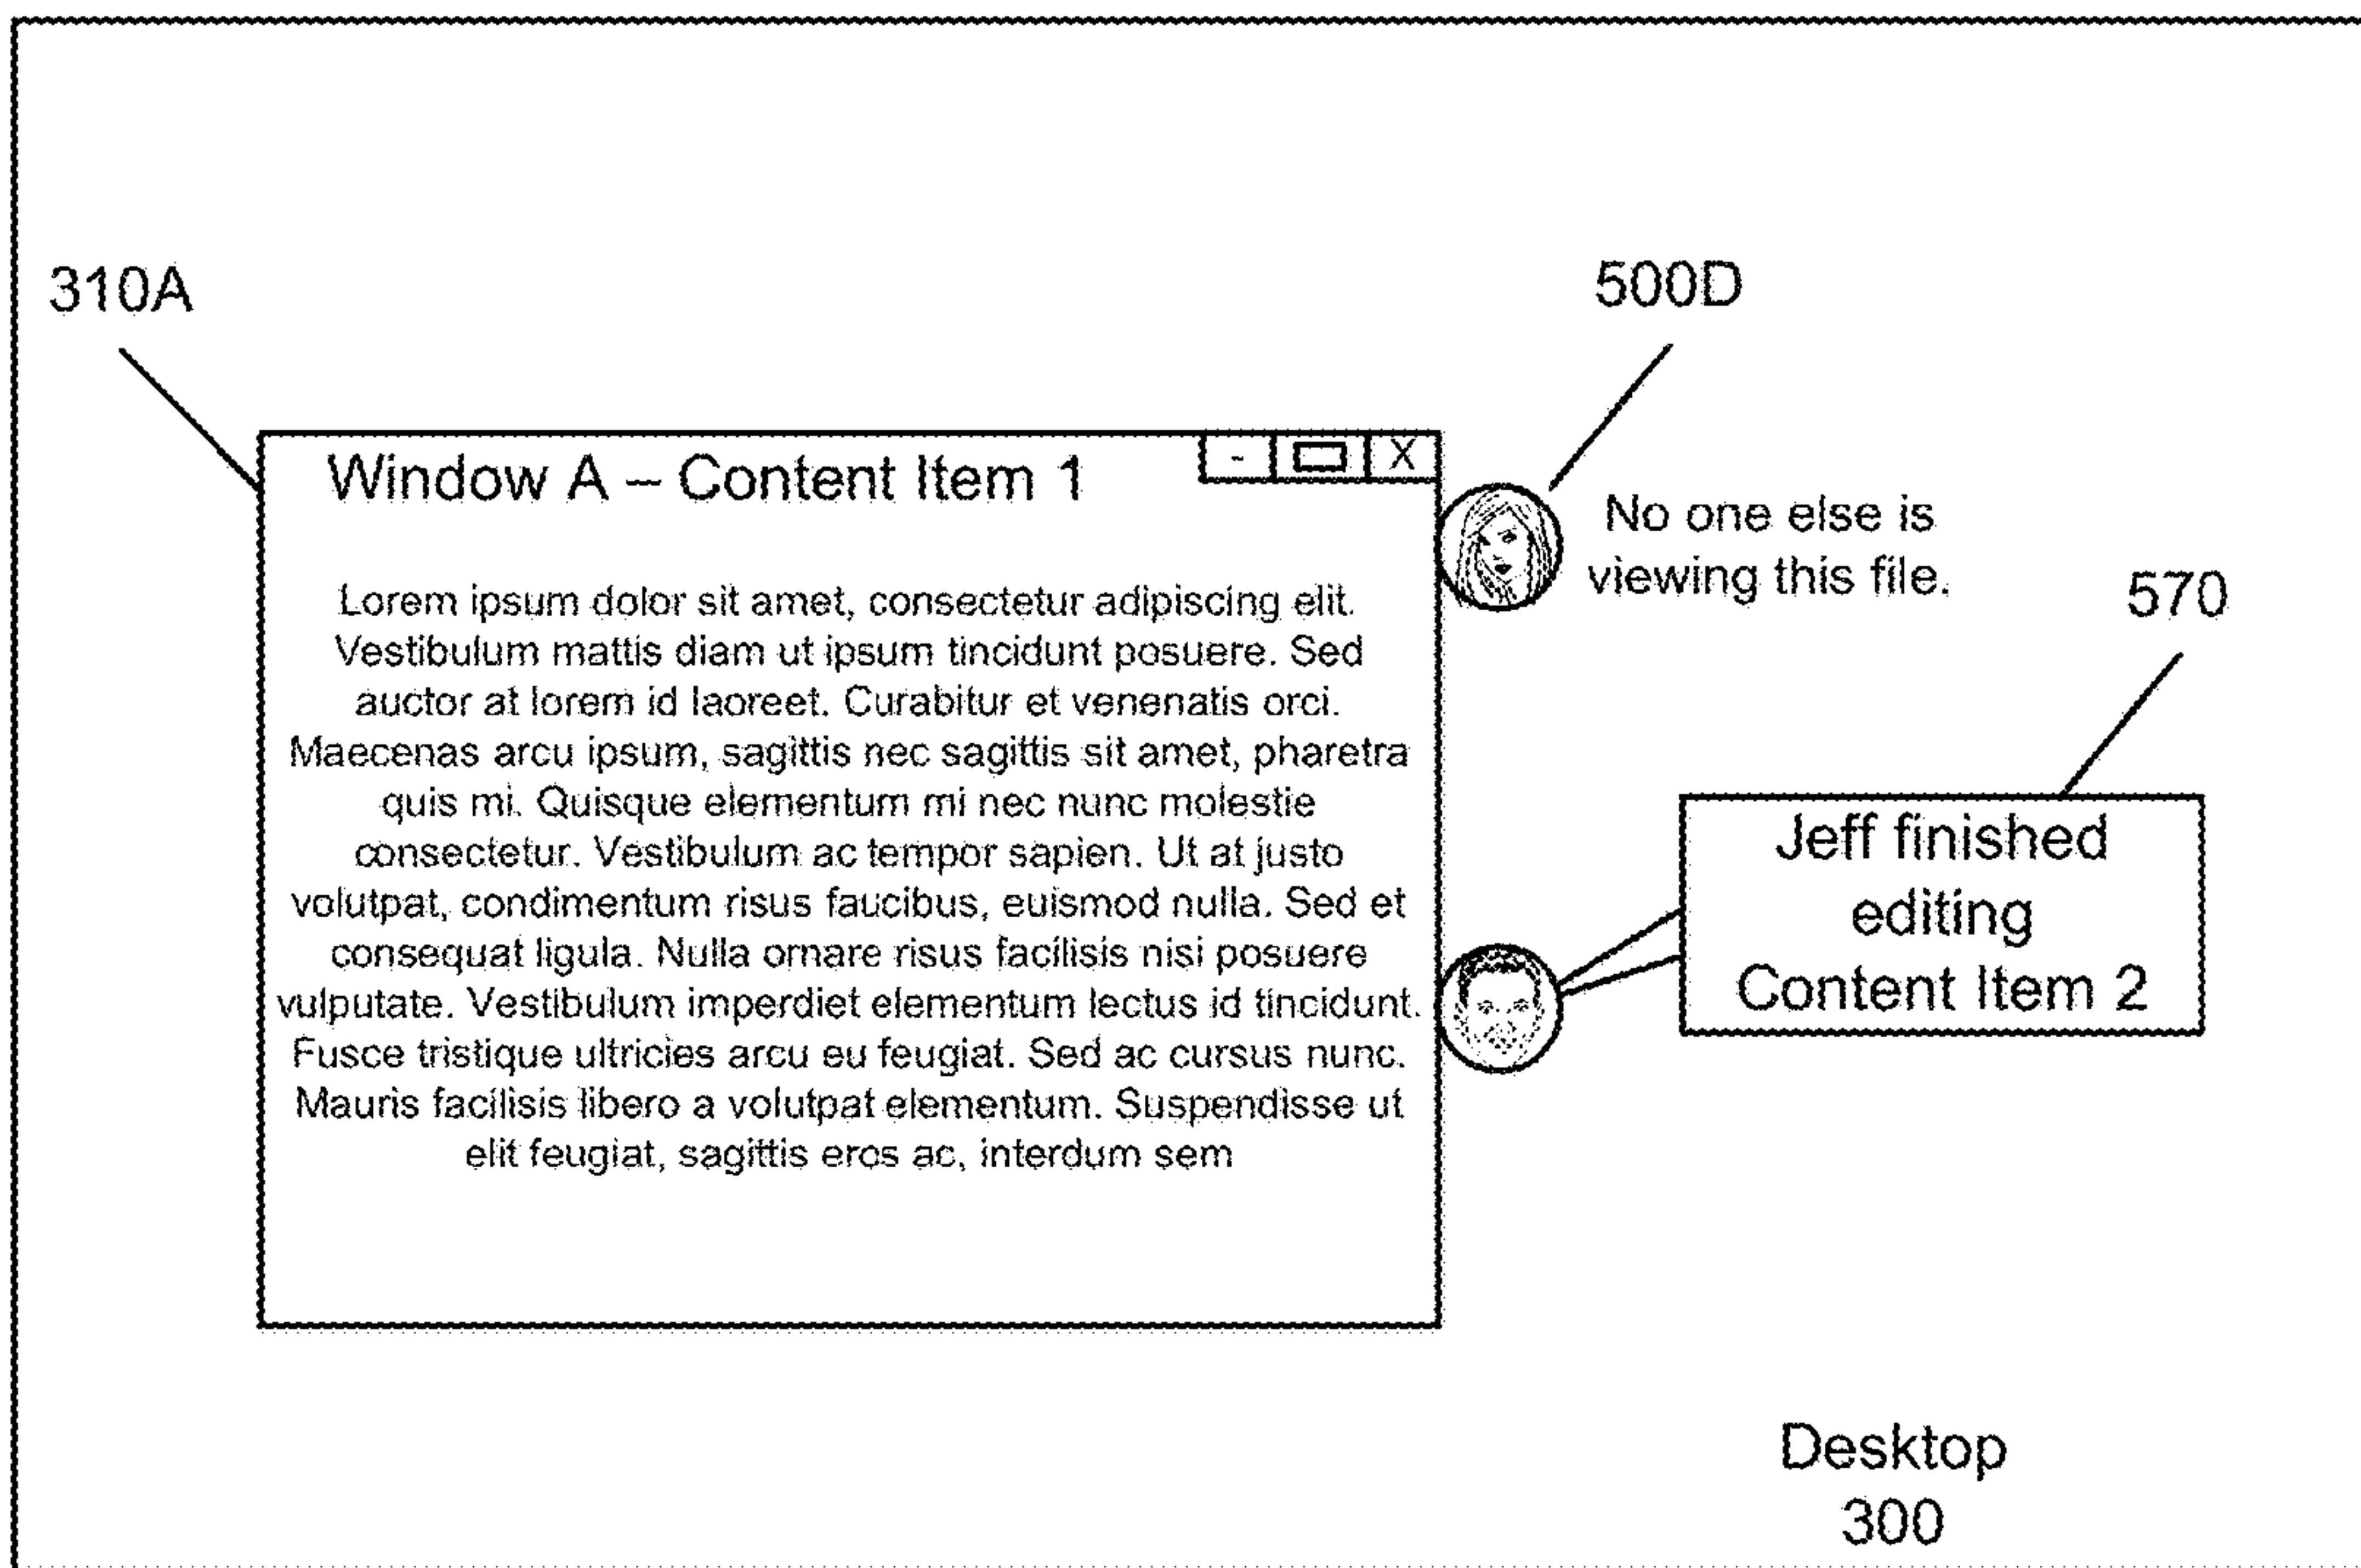 310A
500D
Window A – Content Item 1
- X
No one else is
viewing this file.
570
Lorem ipsum dolor sit amet, consectetur adipiscing elit.
Vestibulum mattis diam ut ipsum tincidunt posuere. Sed
auctor at lorem id laoreet. Curabitur et venenatis orci.
Maecenas arcu ipsum, sagittis nec sagittis sit amet, pharetra
quis mi. Quisque elementum mi nec nunc molestie
consectetur. Vestibulum ac tempor sapien. Ut at justo
volutpat, condimentum risus faucibus, euismod nulla. Sed et
consequat ligula. Nulla ornare risus facilisis nisi posuere
vulputate. Vestibulum imperdiet elementum lectus id tincidunt.
Fusce tristique ultricies arcu eu feugiat. Sed ac cursus nunc.
Mauris facilisis libero a volutpat elementum. Suspendisse ut
elit feugiat, sagittis eros ac, interdum sem
Jeff finished
editing
Content Item 2
Desktop
300